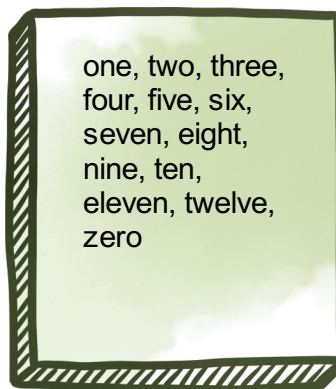 one, two, three,
four, five, six,
seven, eight,
nine, ten,
eleven, twelve,
zero